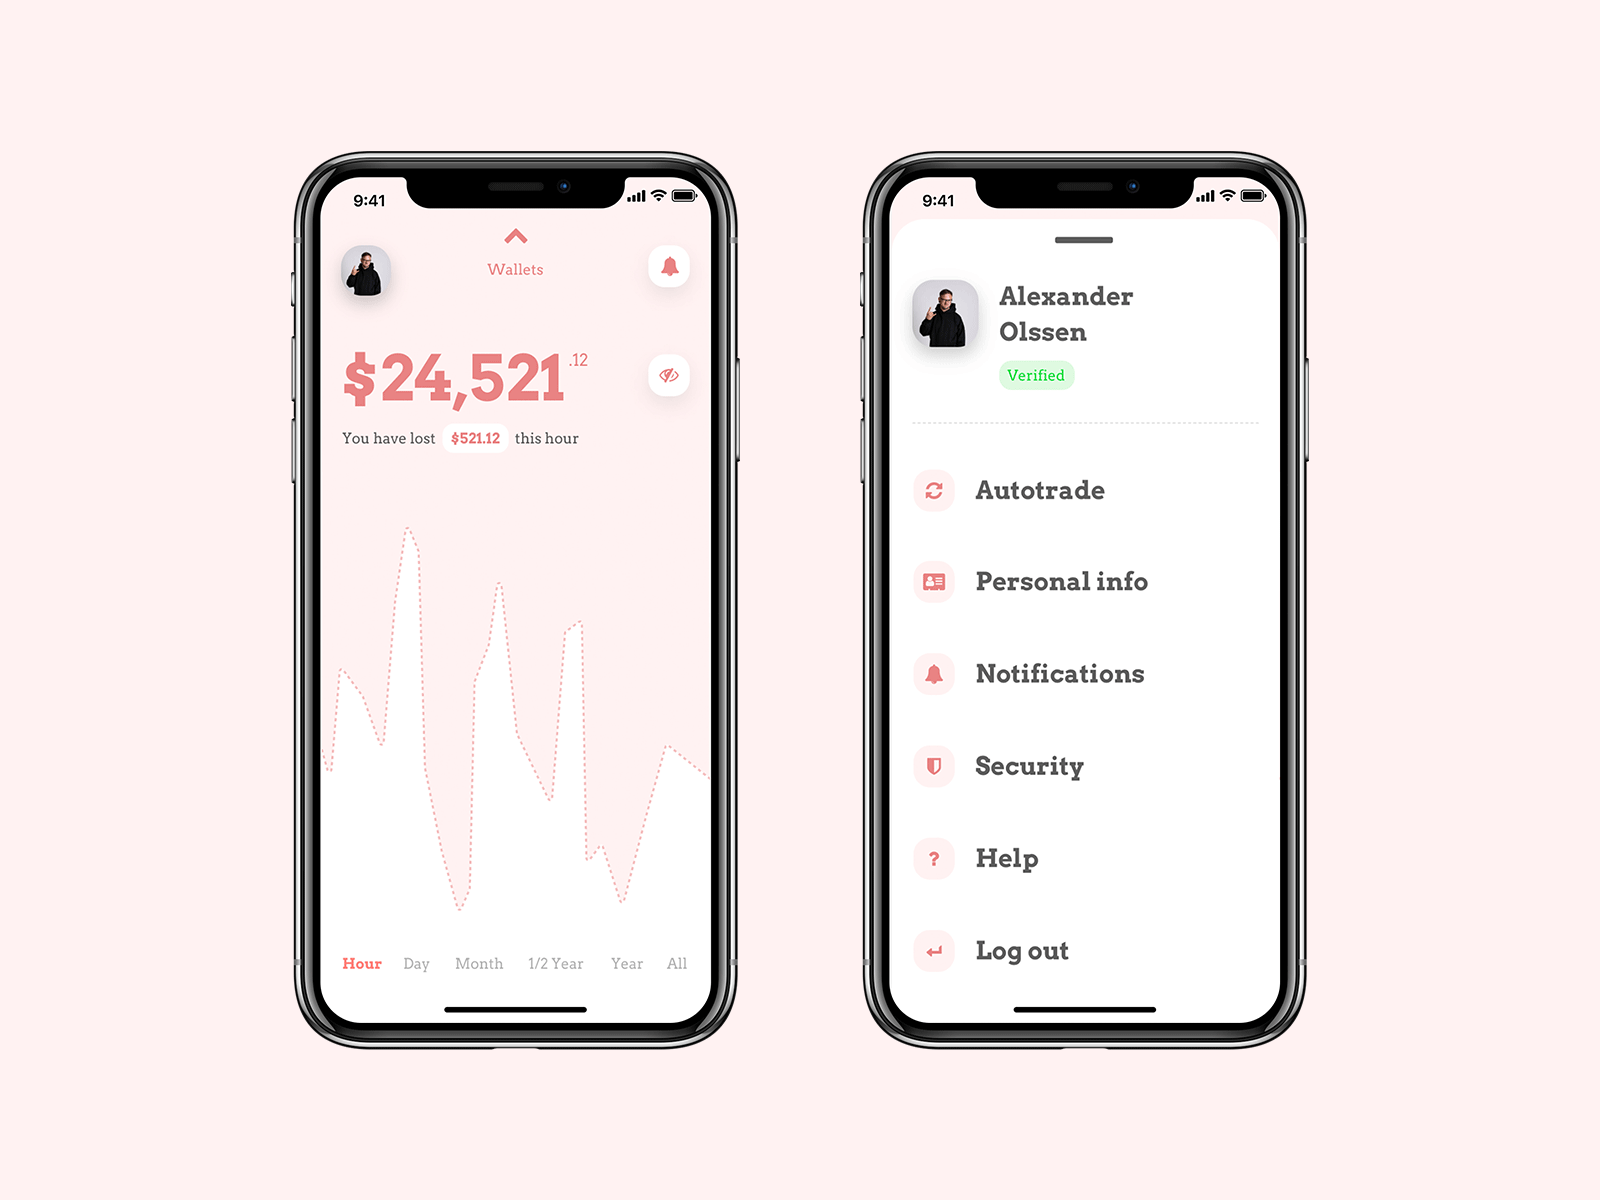 9:41
Wallets
$24,521.12
You have lost $521.12 this hour
Hour Day Month 1/2 Year Year All
9:41
Alexander
Olssen
Verified
Autotrade
Personal info
Notifications
Security
? Help
Log out